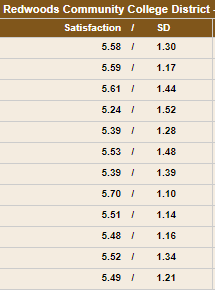 Redwoods Community College District -
Satisfaction / SD
5.58 / 1.30
5.59 / 1.17
5.61 / 1.44
5.24 / 1.52
5.39 / 1.28
5.53 / 1.48
5.39 / 1.39
5.70 / 1.10
5.51 / 1.14
5.48 / 1.16
5.52 / 1.34
5.49 / 1.21